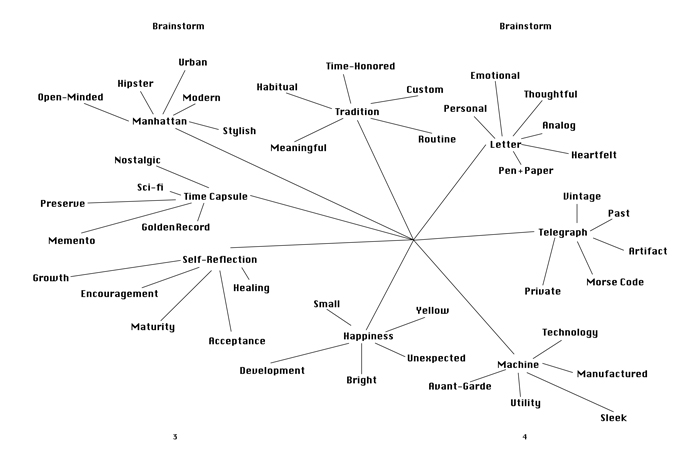 Brainstorm
Urban
Hipster
Open-Minded
Modern
Manhattan
Stylish
Time-Honored
Habitual
Custom
Tradition
Routine
Meaningful
Nostalgic
Sci-fi
Time Capsule
Preserve
Golden Record
Memento
Self-Reflection
Growth
Encouragement
Healing
Maturity
Acceptance
Small
Yellow
Happiness
Unexpected
Development
Bright
3
Brainstorm
Emotional
Thoughtful
Personal
Analog
Letter
Heartfelt
Pen + Paper
Vintage
Past
Telegraph
Artifact
Morse Code
Private
Technology
Machine
Manufactured
Avant-Garde
Utility
Sleek
4